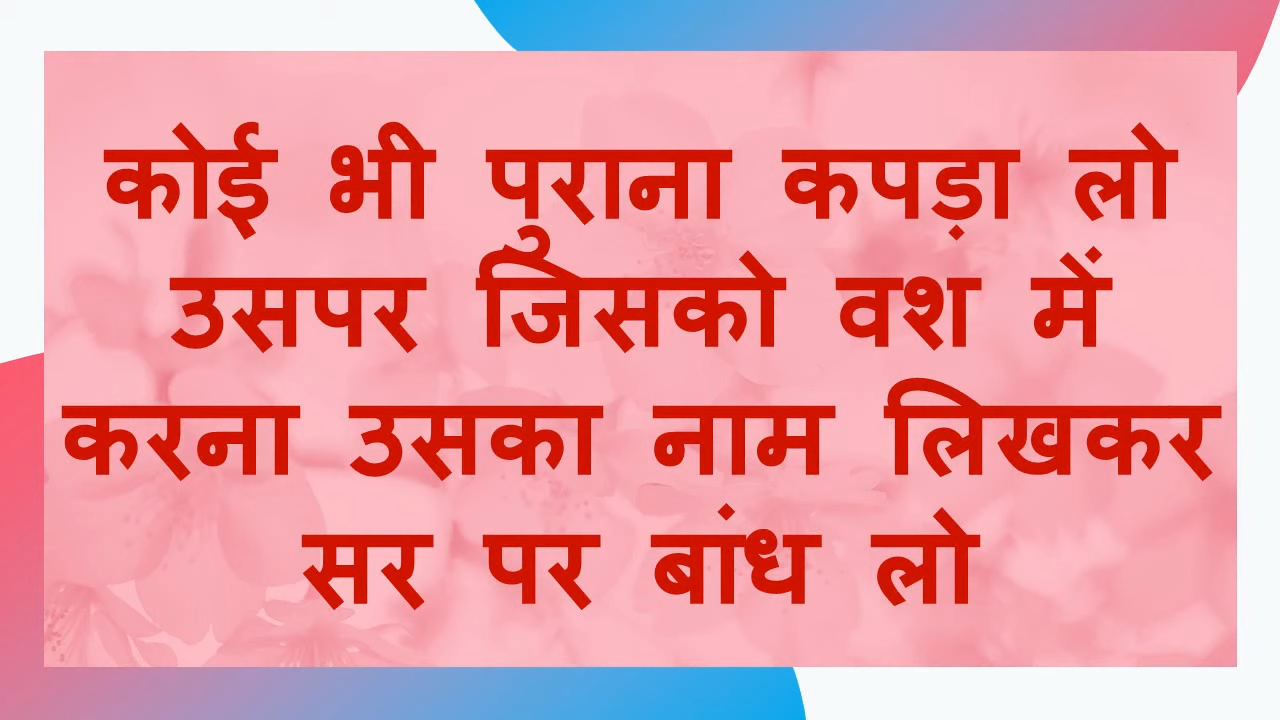 कोई भी पुराना कपड़ा लो
उसपर जिसको वश में
करना उसका नाम लिखकर
सर पर बांध लो